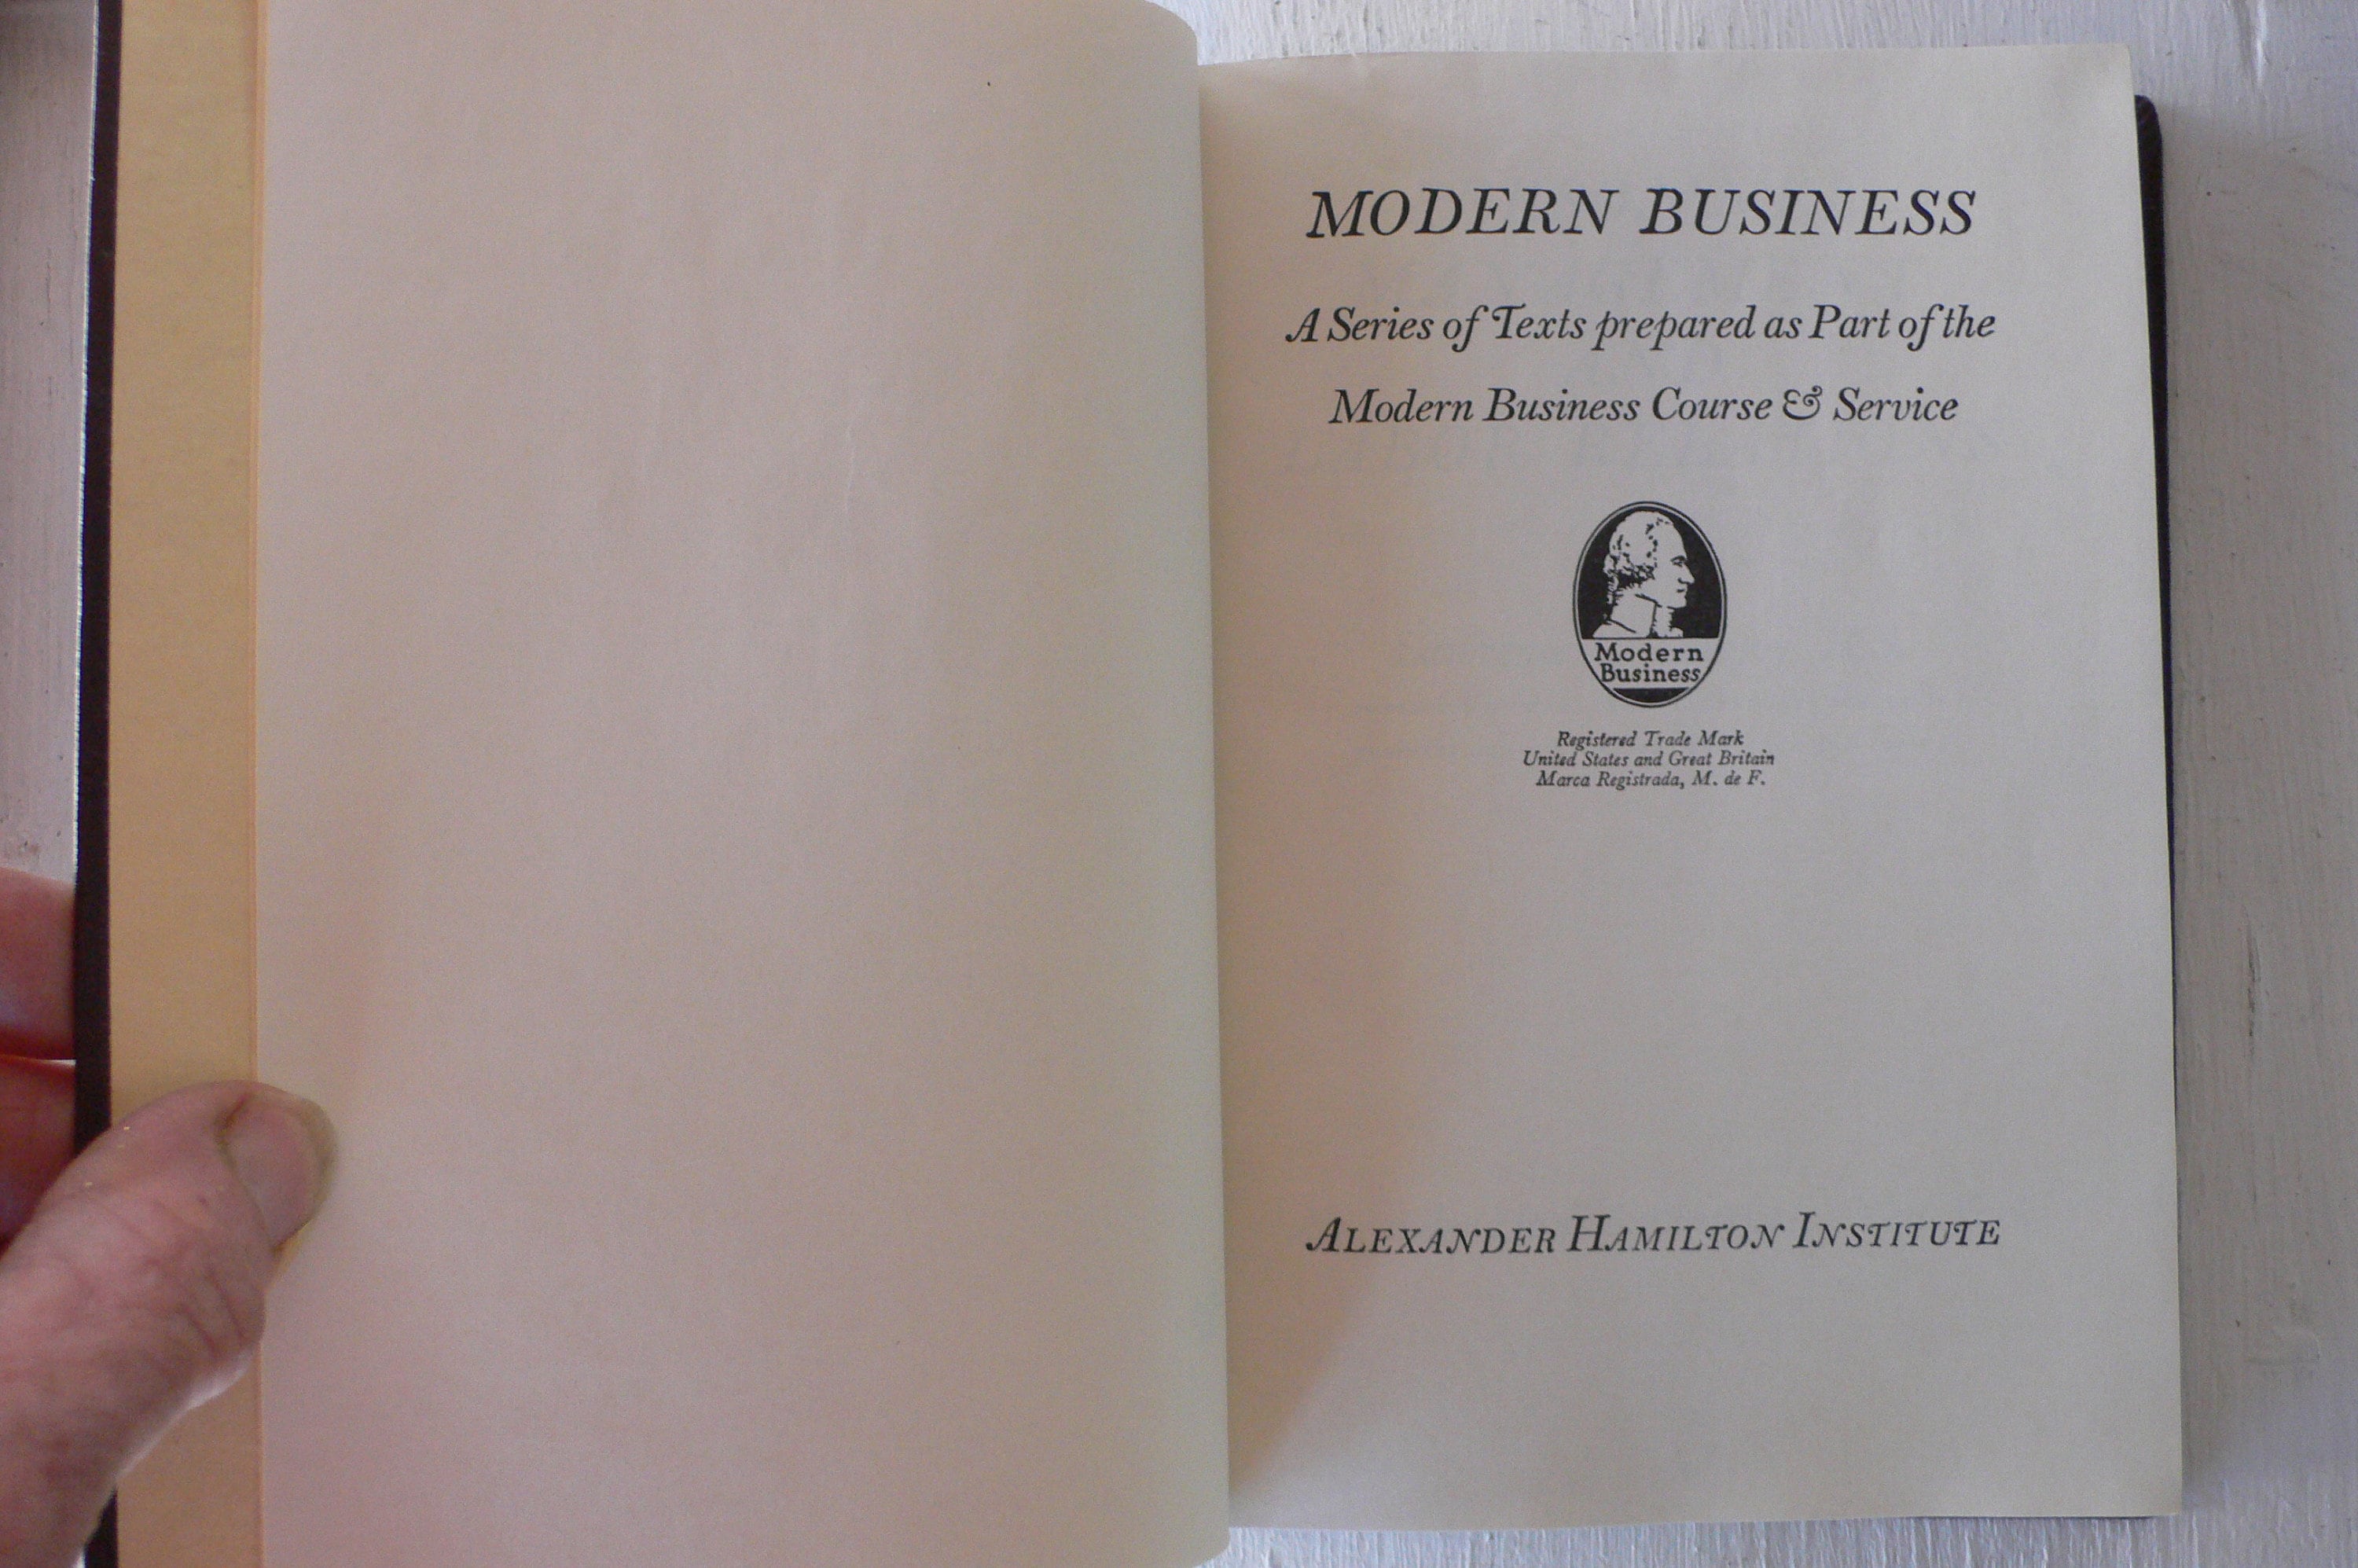 MODERN BUSINESS
A Series of Texts prepared as Part of the
Modern Business Course & Service
Modern
Business
Registered Trade Mark
United States and Great Britain
Marca Registrada, M. de F.
ALEXANDER HAMILTON INSTITUTE